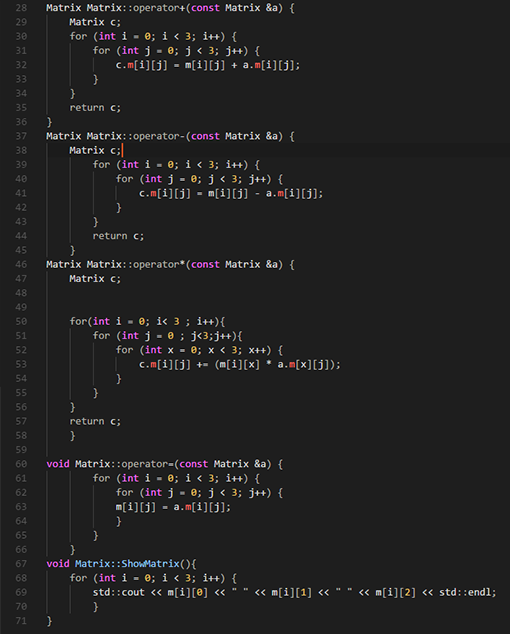 28 Matrix Matrix::operator+(const Matrix &a) {
29     Matrix c;
30     for (int i = 0; i < 3; i++) {
31         for (int j = 0; j < 3; j++) {
32             c.m[i][j] = m[i][j] + a.m[i][j];
33         }
34     }
35     return c;
36 }
37 Matrix Matrix::operator-(const Matrix &a) {
38     Matrix c;
39         for (int i = 0; i < 3; i++) {
40             for (int j = 0; j < 3; j++) {
41                 c.m[i][j] = m[i][j] - a.m[i][j];
42             }
43         }
44         return c;
45     }
46 Matrix Matrix::operator*(const Matrix &a) {
47     Matrix c;
48
49
50     for(int i = 0; i< 3 ; i++){
51         for (int j = 0 ; j<3;j++){
52             for (int x = 0; x < 3; x++) {
53                 c.m[i][j] += (m[i][x] * a.m[x][j]);
54             }
55         }
56     }
57     return c;
58     }
59
60 void Matrix::operator=(const Matrix &a) {
61         for (int i = 0; i < 3; i++) {
62             for (int j = 0; j < 3; j++) {
63             m[i][j] = a.m[i][j];
64             }
65         }
66     }
67 void Matrix::ShowMatrix(){
68     for (int i = 0; i < 3; i++) {
69         std::cout << m[i][0] << " " << m[i][1] << " " << m[i][2] << std::endl;
70         }
71 }